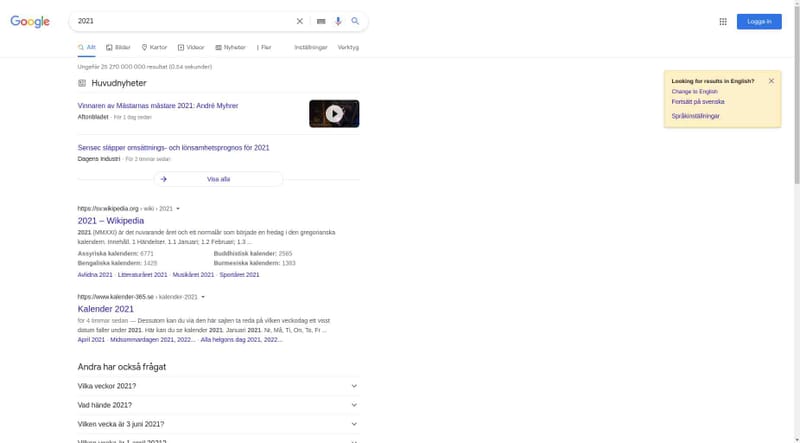 Google
2021
Logga in
Allt Bilder Kartor Videor Nyheter Fler Inställningar Verktyg
Ungefär 25 270 000 000 resultat (0,64 sekunder)
Looking for results in English?
Change to English
Fortsätt på svenska
Språkinställningar
Huvudnyheter
Vinnaren av Mästarnas mästare 2021: André Myhrer
Aftonbladet · För 1 dag sedan
Sensec släpper omsättnings- och lönsamhetsprognos för 2021
Dagens Industri · För 2 timmar sedan
Visa alla
https://sv.wikipedia.org › wiki › 2021
2021 – Wikipedia
2021 (MMXXI) är det nuvarande året och ett normalår som började en fredag i den gregorianska
kalendern. Innehåll. 1 Händelser. 1.1 Januari; 1.2 Februari; 1.3 ...
Assyriska kalendern: 6771 Buddhistisk kalender: 2565
Bengaliska kalendern: 1428 Burmesiska kalendern: 1383
Avlidna 2021 · Litteraturåret 2021 · Musikåret 2021 · Sportåret 2021
https://www.kalender-365.se › kalender-2021
Kalender 2021
för 4 timmar sedan — Dessutom kan du via den här sajten ta reda på vilken veckodag ett visst
datum faller under 2021. Här kan du se kalender 2021. Januari 2021. Nr, Må, Ti, On, To, Fr ...
April 2021 · Midsommardagen 2021, 2022... · Alla helgons dag 2021, 2022...
Andra har också frågat
Vilka veckor 2021?
Vad hände 2021?
Vilken vecka är 3 juni 2021?
Vilken vecka är 1 april 2021?